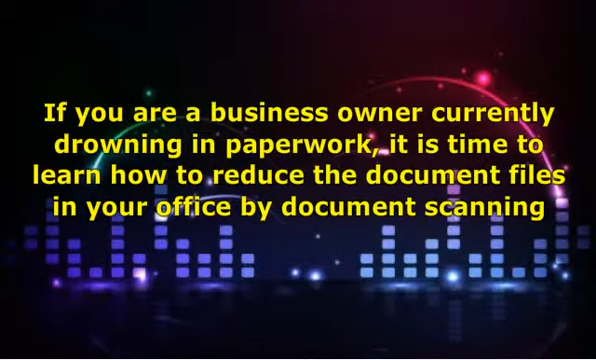 If you are a business owner currently
drowning in paperwork, it is time to
learn how to reduce the document files
in your office by document scanning